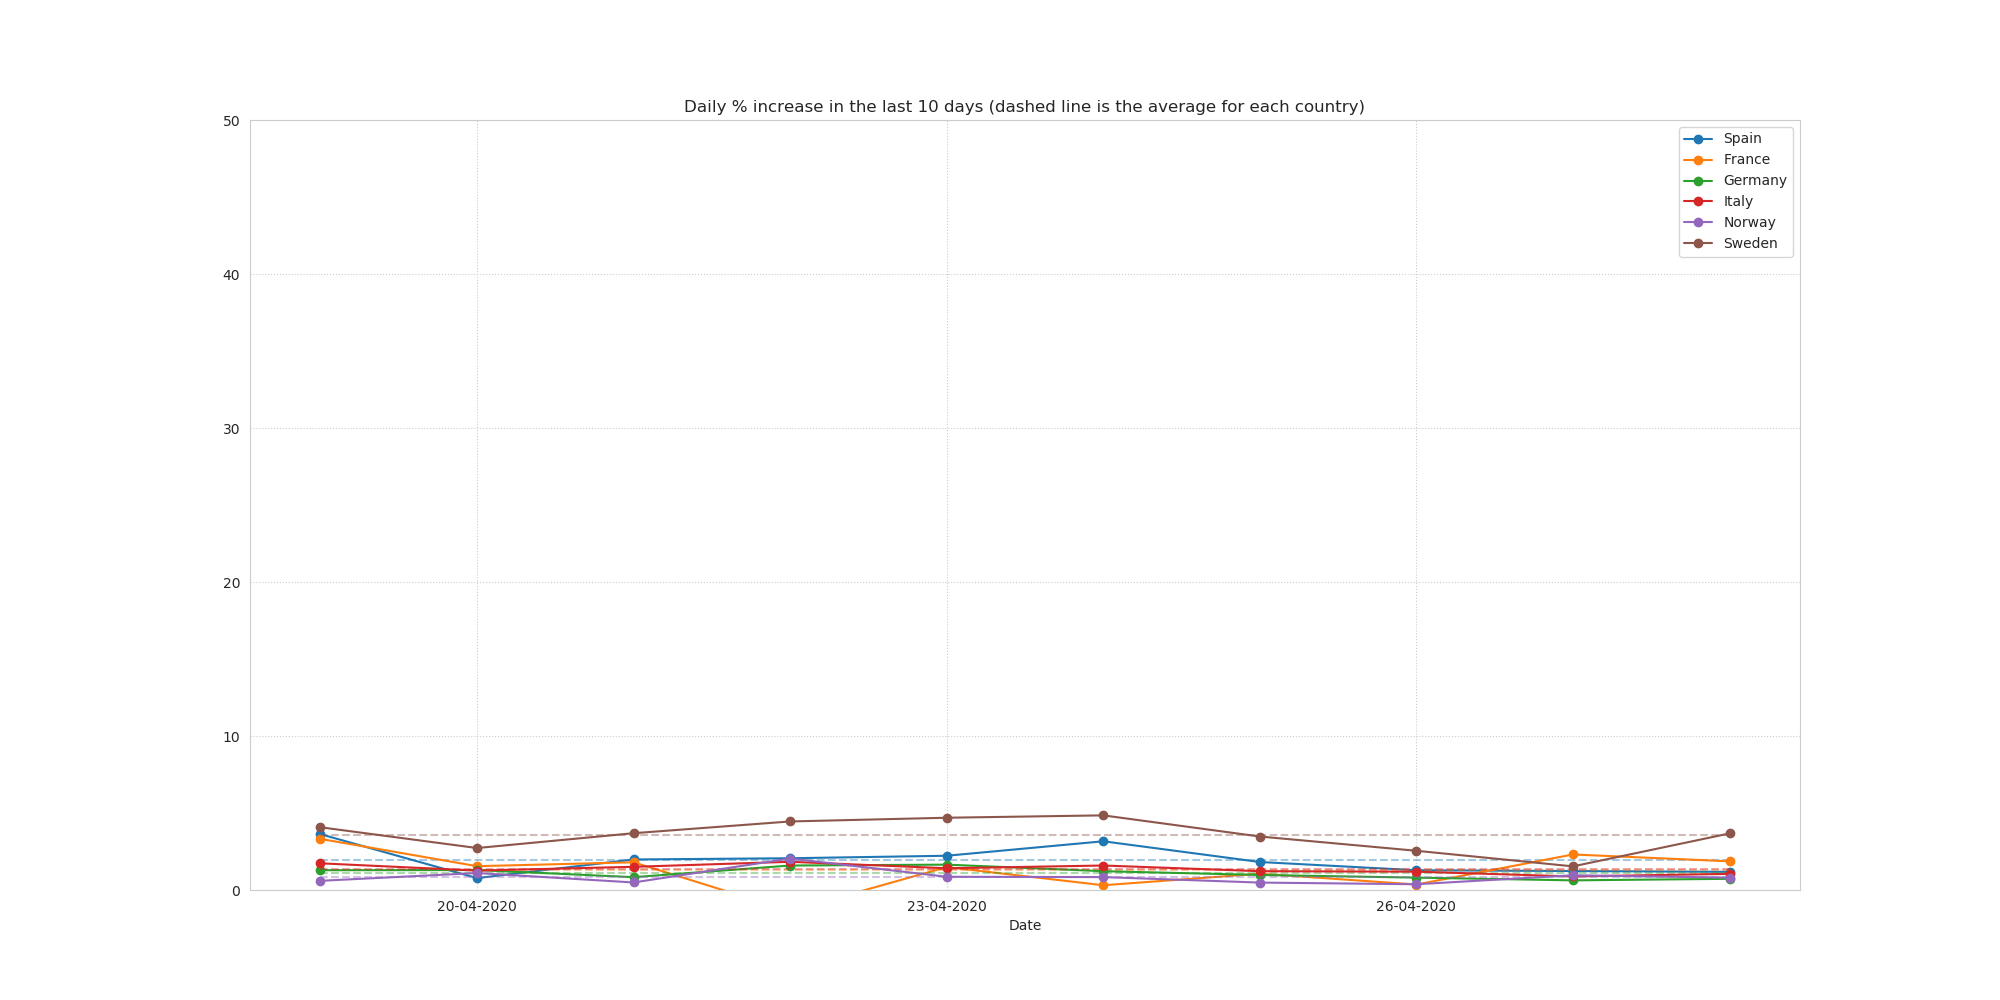 Daily % increase in the last 10 days (dashed line is the average for each country)
50
40
30
20
10
0
Spain
France
Germany
Italy
Norway
Sweden
20-04-2020
23-04-2020
26-04-2020
Date